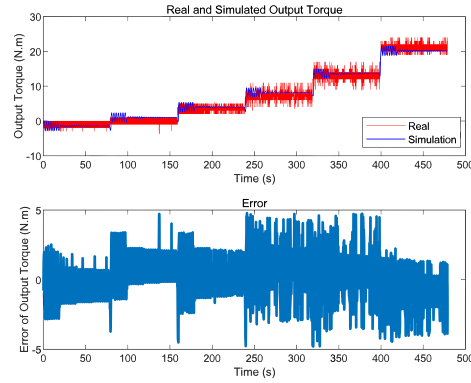 Real and Simulated Output Torque
Output Torque (N.m)
30
20
10
0
-10
0 50 100 150 200 250 300 350 400 450 500
Time (s)
Real
Simulation
Error
Error of Output Torque (N.m)
5
0
-5
0 50 100 150 200 250 300 350 400 450 500
Time (s)